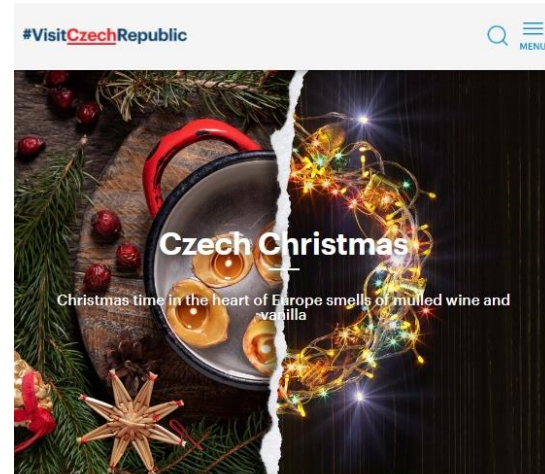 #VisitCzechRepublic
MENU
Czech Christmas
Christmas time in the heart of Europe smells of mulled wine and
vanilla